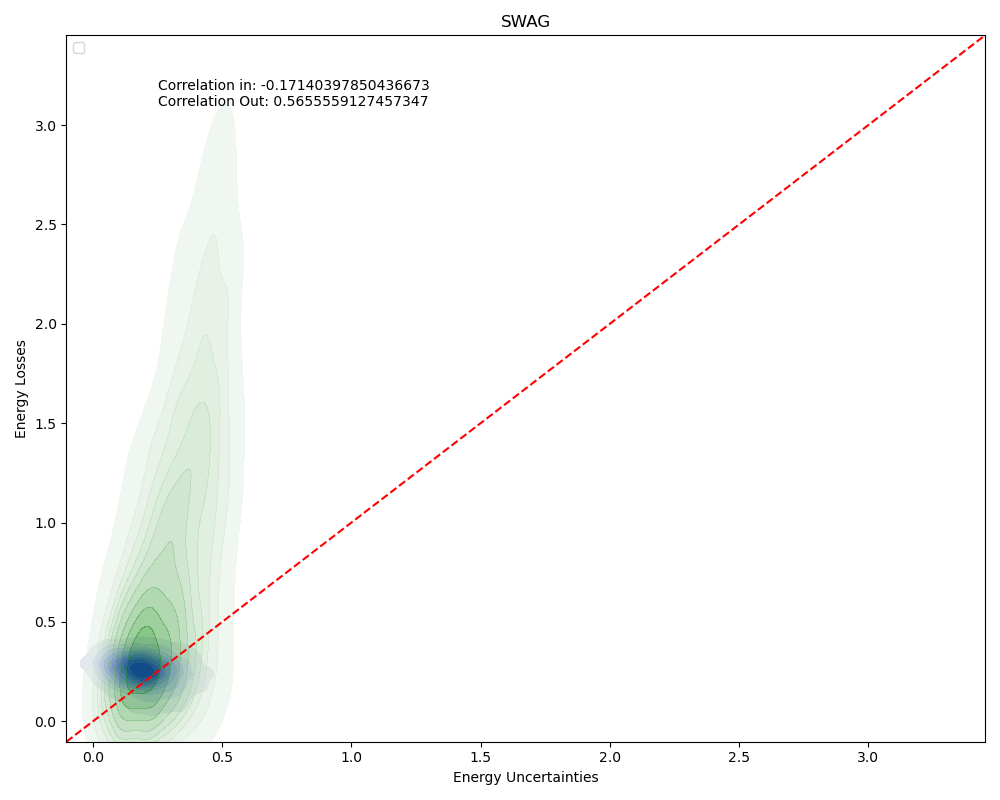 SWAG
Correlation in: -0.17140397850436673
Correlation Out: 0.5655559127457347
Energy Losses
3.0
2.5
2.0
1.5
1.0
0.5
0.0
0.0 0.5 1.0 1.5 2.0 2.5 3.0
Energy Uncertainties